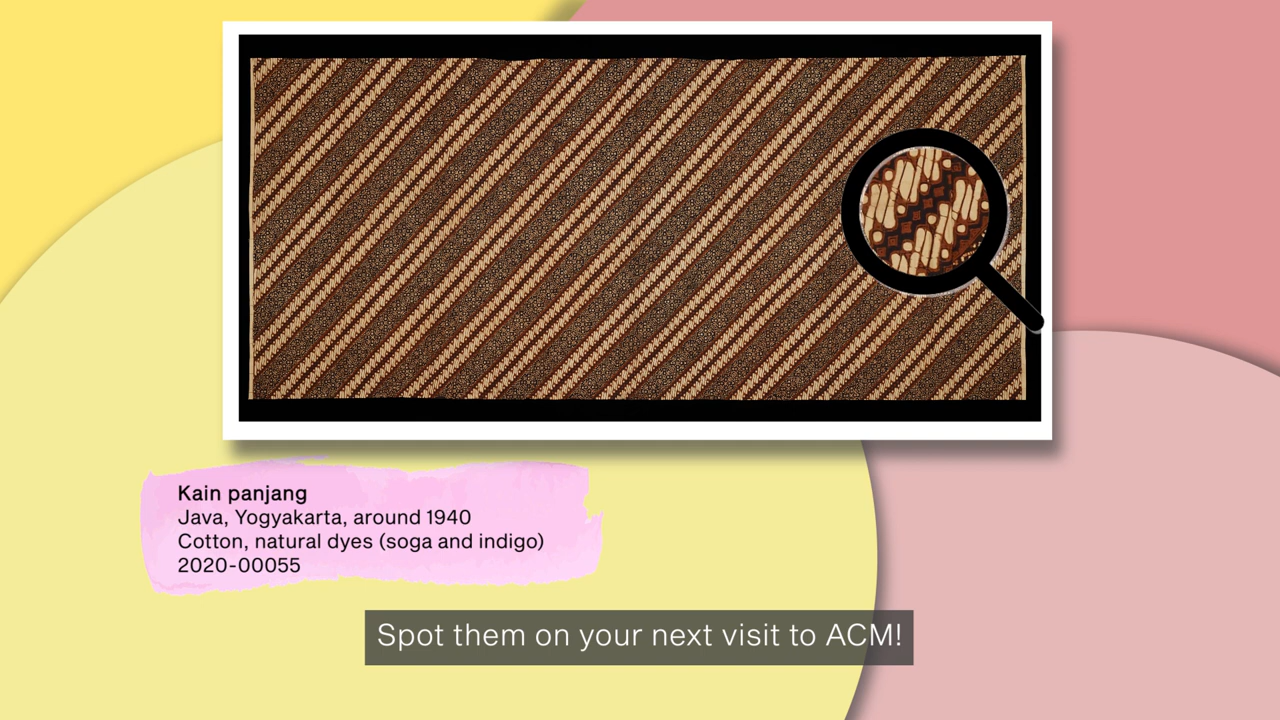 Kain panjang
Java, Yogyakarta, around 1940
Cotton, natural dyes (soga and indigo)
2020-00055
Spot them on your next visit to ACM!